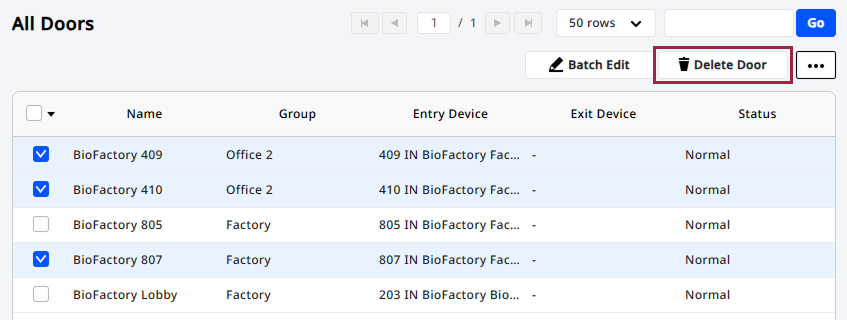 All Doors 1 / 1 50 rows Go
Batch Edit Delete Door
Name Group Entry Device Exit Device Status
BioFactory 409 Office 2 409 IN BioFactory Fac... - Normal
BioFactory 410 Office 2 410 IN BioFactory Fac... - Normal
BioFactory 805 Factory 805 IN BioFactory Fac... - Normal
BioFactory 807 Factory 807 IN BioFactory Fac... - Normal
BioFactory Lobby Factory 203 IN BioFactory Bio... - Normal